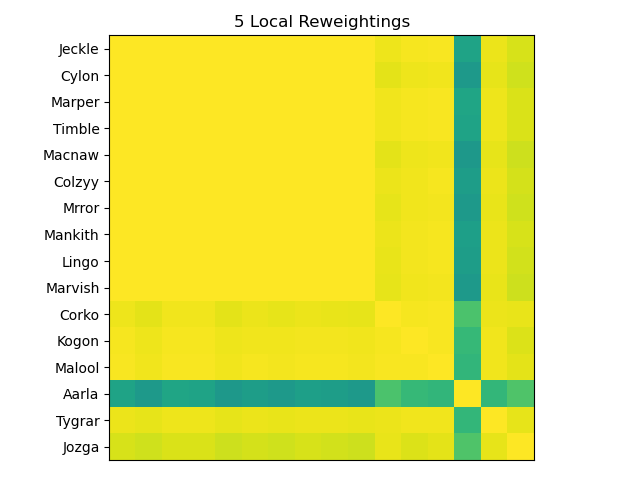 5 Local Reweightings
Jeckle
Cylon
Marper
Timble
Macnaw
Colzyy
Mrror
Mankith
Lingo
Marvish
Corko
Kogon
Malool
Aarla
Tygrar
Jozga